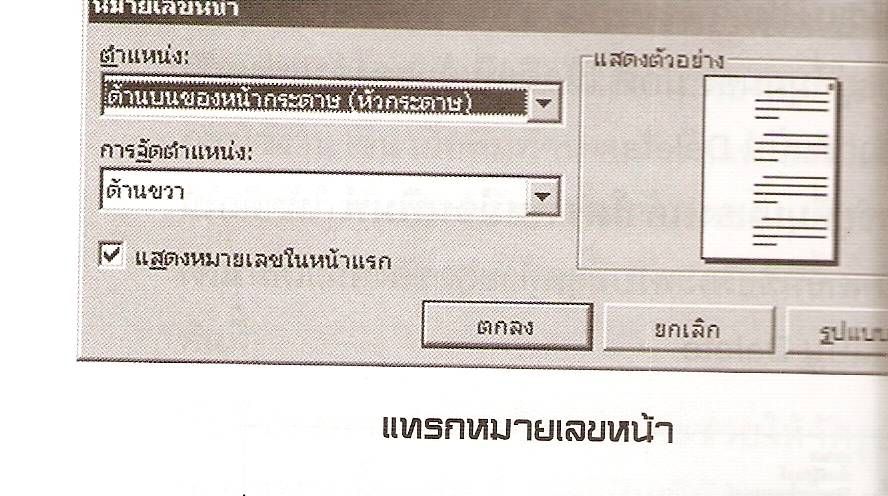 หมายเลขหน้า
ตำแหน่ง:
ด้านบนของหน้ากระดาษ (หัวกระดาษ)
การจัดตำแหน่ง:
ด้านขวา
แสดงหมายเลขในหน้าแรก
แสดงตัวอย่าง
ตกลง
ยกเลิก
รูปแบบ
แทรกหมายเลขหน้า